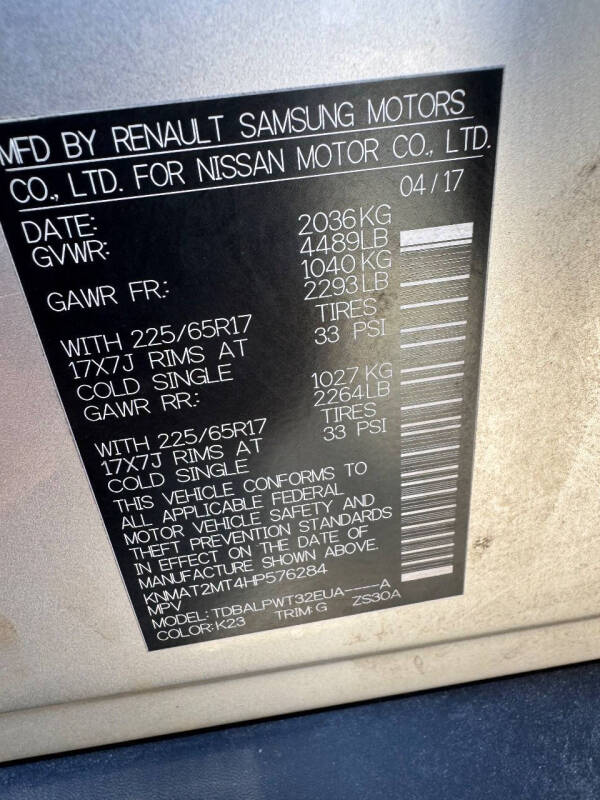 MFD BY RENAULT SAMSUNG MOTORS
CO., LTD. FOR NISSAN MOTOR CO., LTD.
DATE: 04/17
GVWR: 2036KG
4489LB
GAWR FR.: 1040KG
2293LB
WITH 225/65R17 TIRES
17X7J RIMS AT 33 PSI
COLD SINGLE
GAWR RR: 1027KG
2264LB
WITH 225/65R17 TIRES
17X7J RIMS AT 33 PSI
COLD SINGLE
THIS VEHICLE CONFORMS TO
ALL APPLICABLE FEDERAL
MOTOR VEHICLE SAFETY AND
THEFT PREVENTION STANDARDS
IN EFFECT ON THE DATE OF
MANUFACTURE SHOWN ABOVE.
KNMAT2MT4HP576284
MPV
MODEL: TDBALPWT32EUA----A
COLOR:K23 TRIM:G ZS30A